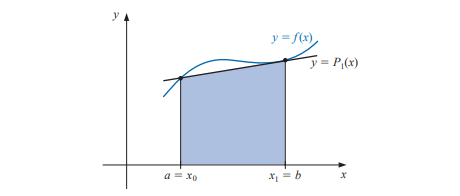 y
y = f(x)
y = P₁(x)
a = x₀
x₁ = b
x